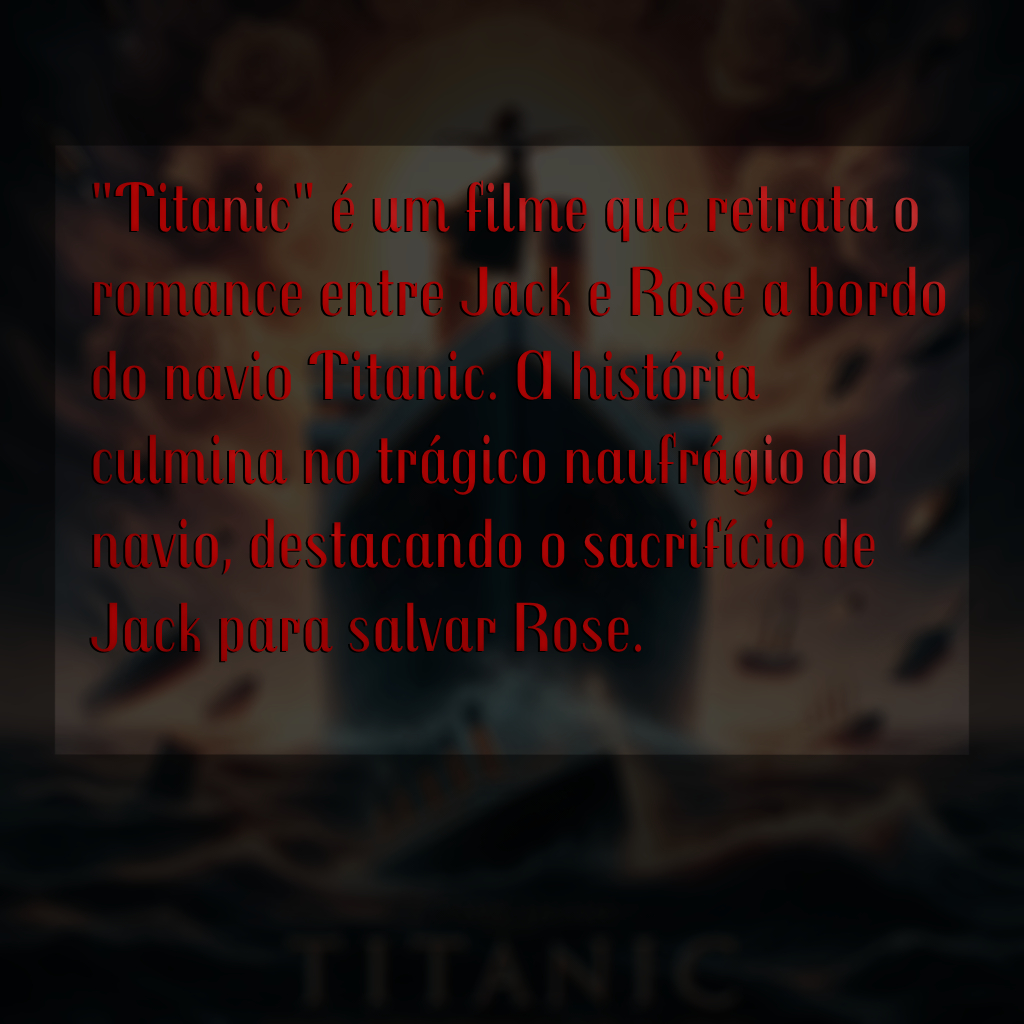 "Titanic" é um filme que retrata o
romance entre Jack e Rose a bordo
do navio Titanic. A história
culmina no trágico naufrágio do
navio, destacando o sacrifício de
Jack para salvar Rose.
TITANIC